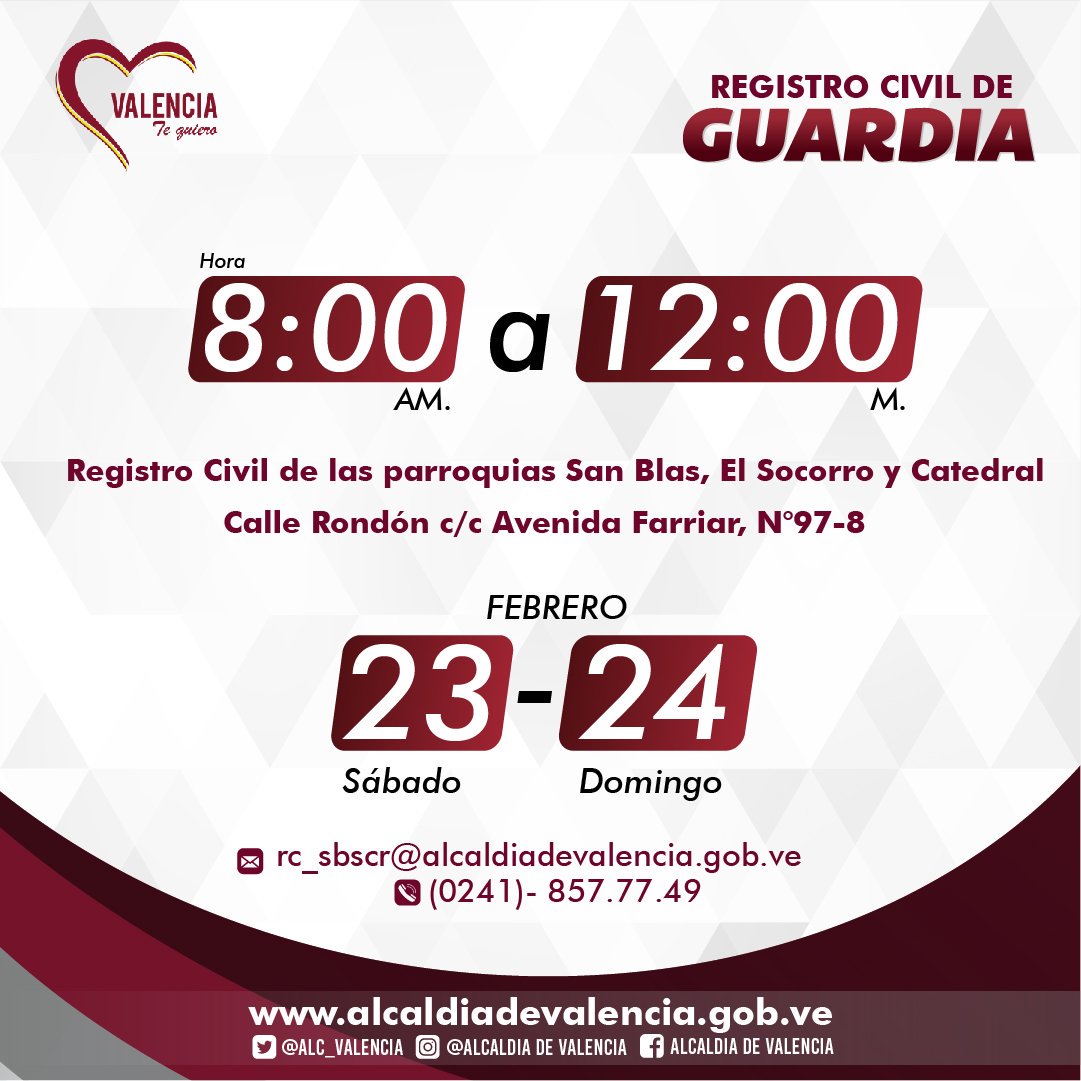 VALENCIA
Te quiero
REGISTRO CIVIL DE
GUARDIA
Hora
8:00 a 12:00
AM. M.
Registro Civil de las parroquias San Blas, El Socorro y Catedral
Calle Rondón c/c Avenida Farriar, N°97-8
FEBRERO
23-24
Sábado Domingo
rc_sbscr@alcaldiadevalencia.gob.ve
(0241)- 857.77.49
www.alcaldiadevalencia.gob.ve
@ALC_VALENCIA @ALCALDIA DE VALENCIA ALCALDIA DE VALENCIA